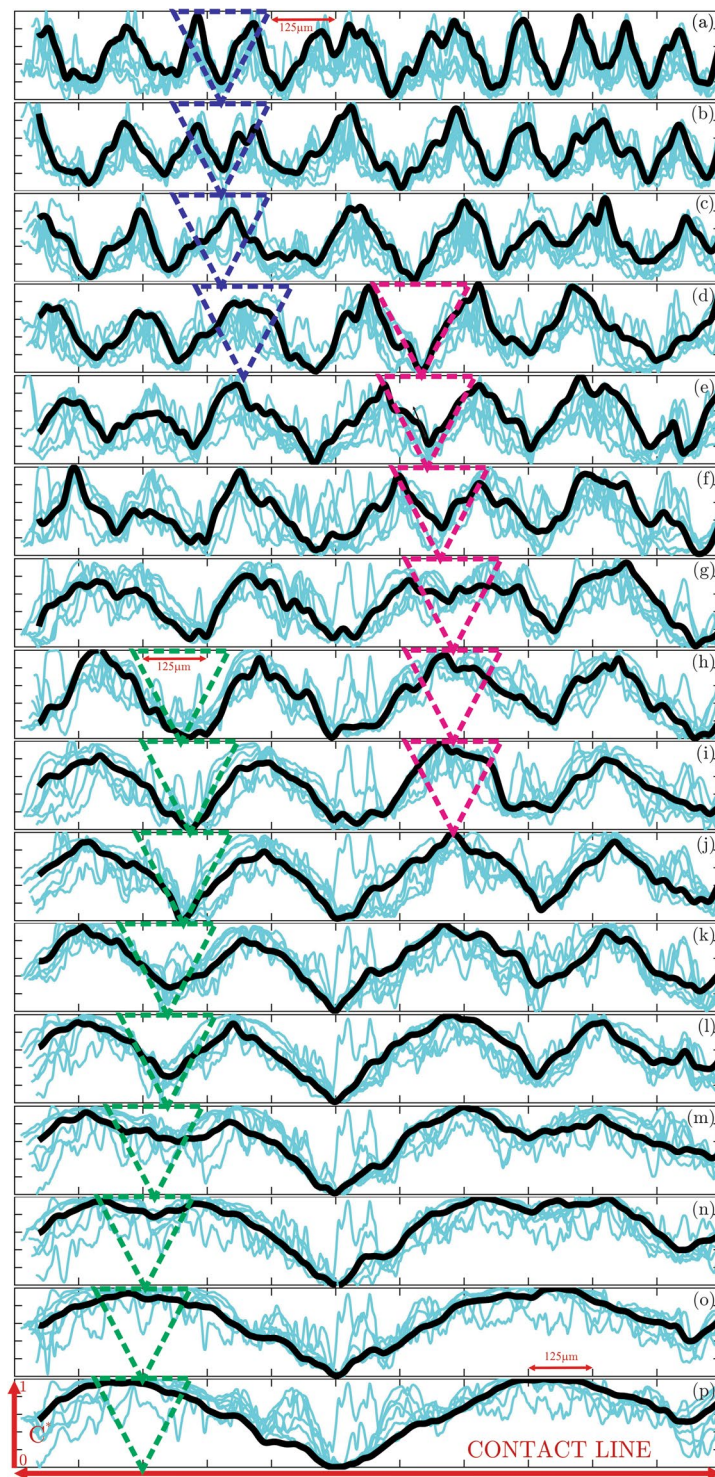 125µm
(a)
(b)
(c)
(d)
(e)
(f)
(g)
125µm
(h)
(i)
(j)
(k)
(l)
(m)
(n)
(o)
125µm
1
(p)
C
0
CONTACT LINE